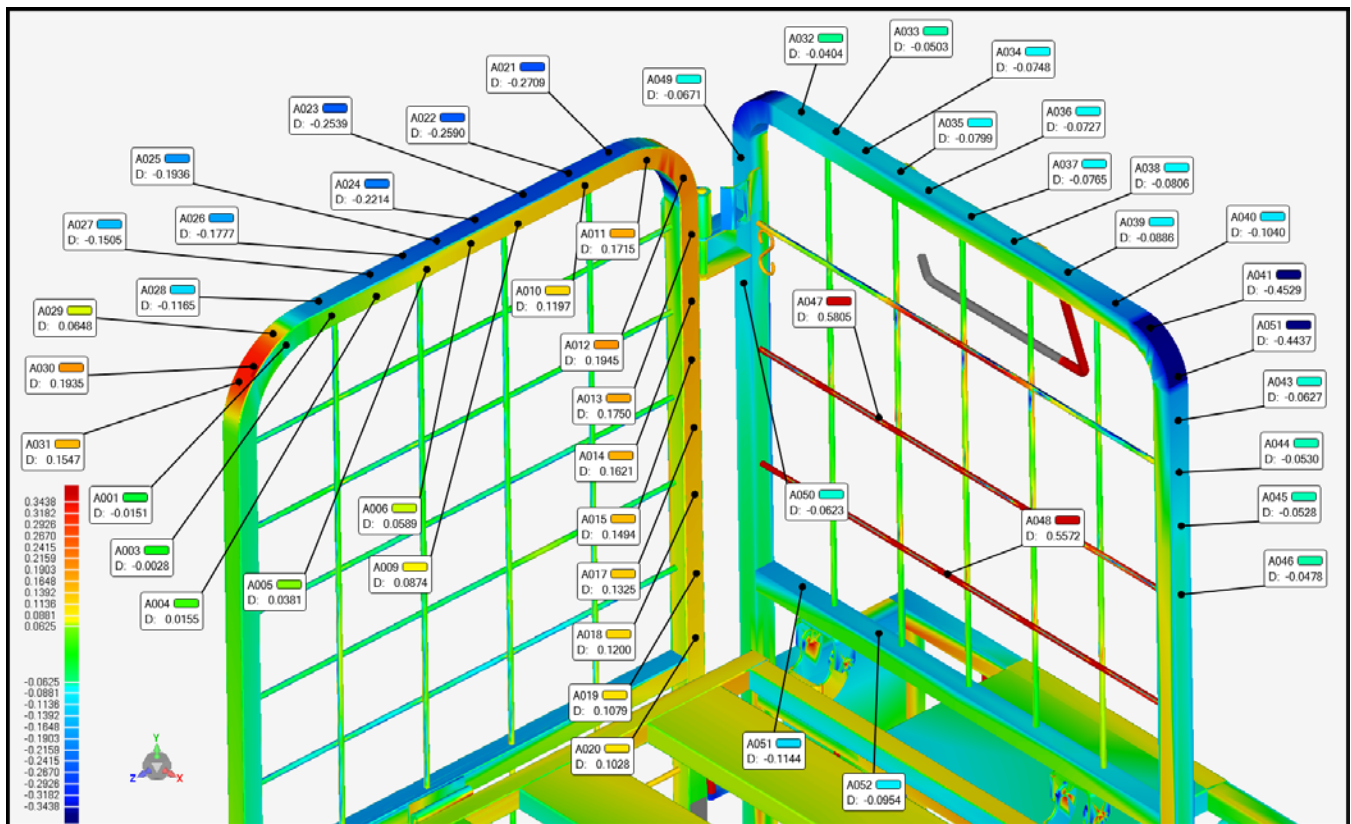 A032
D: -0.0404
A033
D: -0.0503
A034
D: -0.0748
A021
D: -0.2709
A049
D: -0.0671
A023
D: -0.2539
A022
D: -0.2590
A035
D: -0.0799
A036
D: -0.0727
A025
D: -0.1936
A024
D: -0.2214
A037
D: -0.0765
A038
D: -0.0806
A027
D: -0.1505
A026
D: -0.1777
A039
D: -0.0886
A040
D: -0.1040
A011
D: 0.1715
A028
D: -0.1165
A010
D: 0.1197
A047
D: 0.5805
A041
D: -0.4529
A029
D: 0.0648
A051
D: -0.4437
A012
D: 0.1945
A030
D: 0.1935
A043
D: -0.0627
A013
D: 0.1750
A031
D: 0.1547
A014
D: 0.1621
A044
D: -0.0530
A001
D: -0.0151
A006
D: 0.0589
A015
D: 0.1494
A050
D: -0.0623
A048
D: 0.5572
A045
D: -0.0528
A003
D: -0.0028
A005
D: 0.0381
A009
D: 0.0874
A017
D: 0.1325
A046
D: -0.0478
A004
D: 0.0155
A018
D: 0.1200
A019
D: 0.1079
A020
D: 0.1028
A051
D: -0.1144
A052
D: -0.0954
0.3438
0.3182
0.2926
0.2670
0.2415
0.2159
0.1903
0.1648
0.1392
0.1136
0.0881
0.0625
-0.0625
-0.0881
-0.1136
-0.1392
-0.1648
-0.1903
-0.2159
-0.2415
-0.2670
-0.2926
-0.3182
-0.3438
Y
Z
X